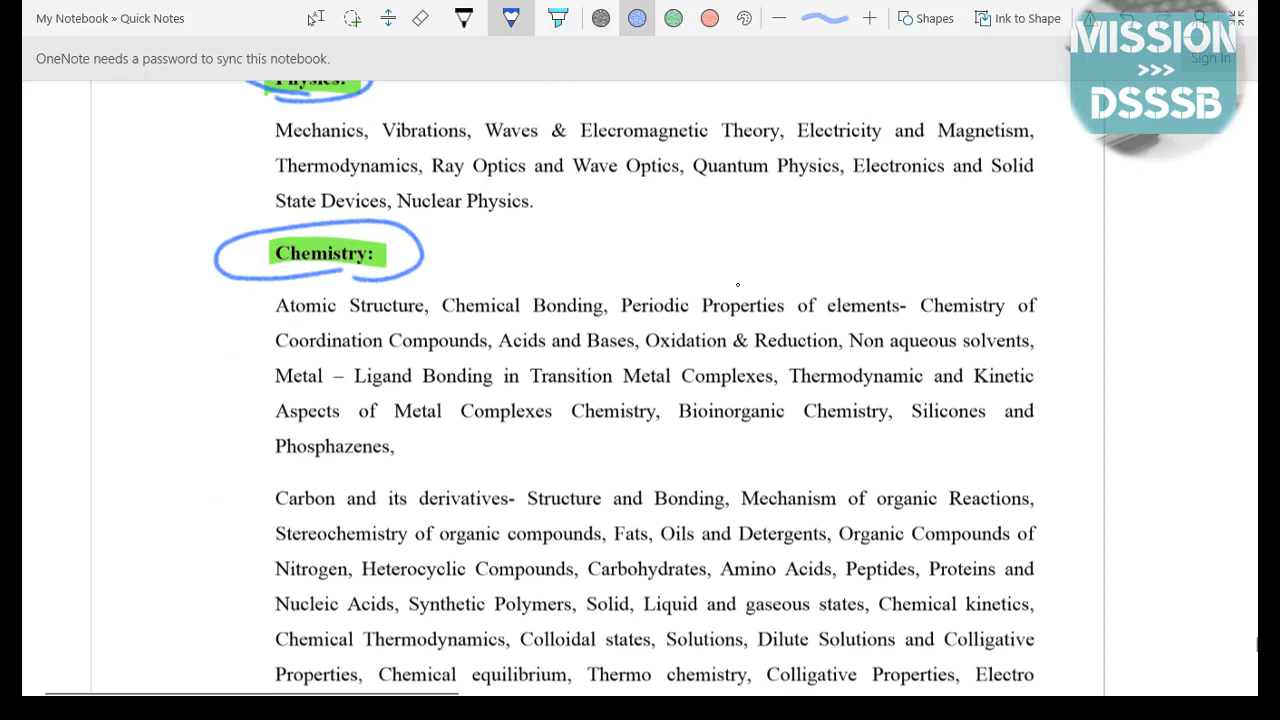 My Notebook » Quick Notes
Shapes
Ink to Shape
OneNote needs a password to sync this notebook.
Sign In
MISSION
>>>
DSSSB
Physics:
Mechanics, Vibrations, Waves & Elecromagnetic Theory, Electricity and Magnetism,
Thermodynamics, Ray Optics and Wave Optics, Quantum Physics, Electronics and Solid
State Devices, Nuclear Physics.
Chemistry:
Atomic Structure, Chemical Bonding, Periodic Properties of elements- Chemistry of
Coordination Compounds, Acids and Bases, Oxidation & Reduction, Non aqueous solvents,
Metal – Ligand Bonding in Transition Metal Complexes, Thermodynamic and Kinetic
Aspects of Metal Complexes Chemistry, Bioinorganic Chemistry, Silicones and
Phosphazenes,
Carbon and its derivatives- Structure and Bonding, Mechanism of organic Reactions,
Stereochemistry of organic compounds, Fats, Oils and Detergents, Organic Compounds of
Nitrogen, Heterocyclic Compounds, Carbohydrates, Amino Acids, Peptides, Proteins and
Nucleic Acids, Synthetic Polymers, Solid, Liquid and gaseous states, Chemical kinetics,
Chemical Thermodynamics, Colloidal states, Solutions, Dilute Solutions and Colligative
Properties, Chemical equilibrium, Thermo chemistry, Colligative Properties, Electro